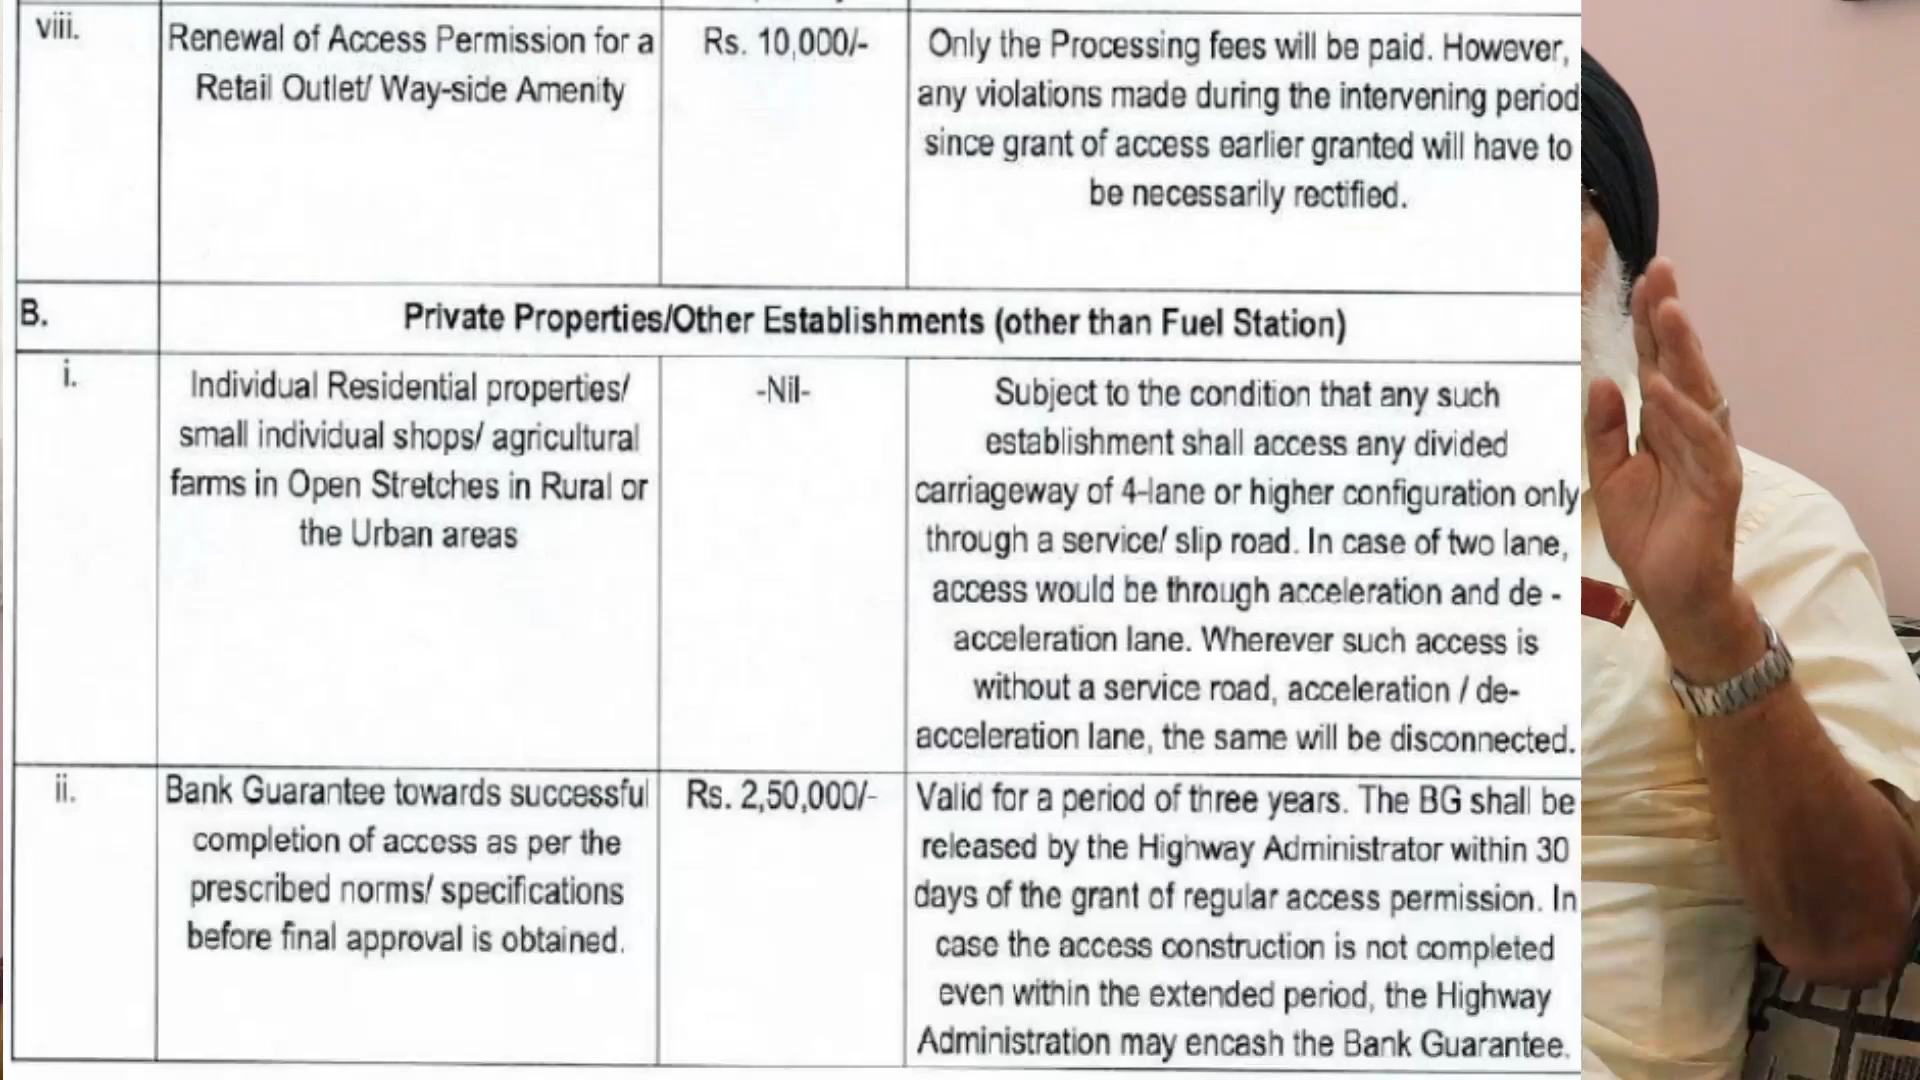 viii.
Renewal of Access Permission for a
Retail Outlet/ Way-side Amenity
Rs. 10,000/-
Only the Processing fees will be paid. However,
any violations made during the intervening period
since grant of access earlier granted will have to
be necessarily rectified.
B.
Private Properties/Other Establishments (other than Fuel Station)
i.
Individual Residential properties/
small individual shops/ agricultural
farms in Open Stretches in Rural or
the Urban areas
-Nil-
Subject to the condition that any such
establishment shall access any divided
carriageway of 4-lane or higher configuration only
through a service/ slip road. In case of two lane,
access would be through acceleration and de -
acceleration lane. Wherever such access is
without a service road, acceleration / de-
acceleration lane, the same will be disconnected.
ii.
Bank Guarantee towards successful
completion of access as per the
prescribed norms/ specifications
before final approval is obtained.
Rs. 2,50,000/-
Valid for a period of three years. The BG shall be
released by the Highway Administrator within 30
days of the grant of regular access permission. In
case the access construction is not completed
even within the extended period, the Highway
Administration may encash the Bank Guarantee.